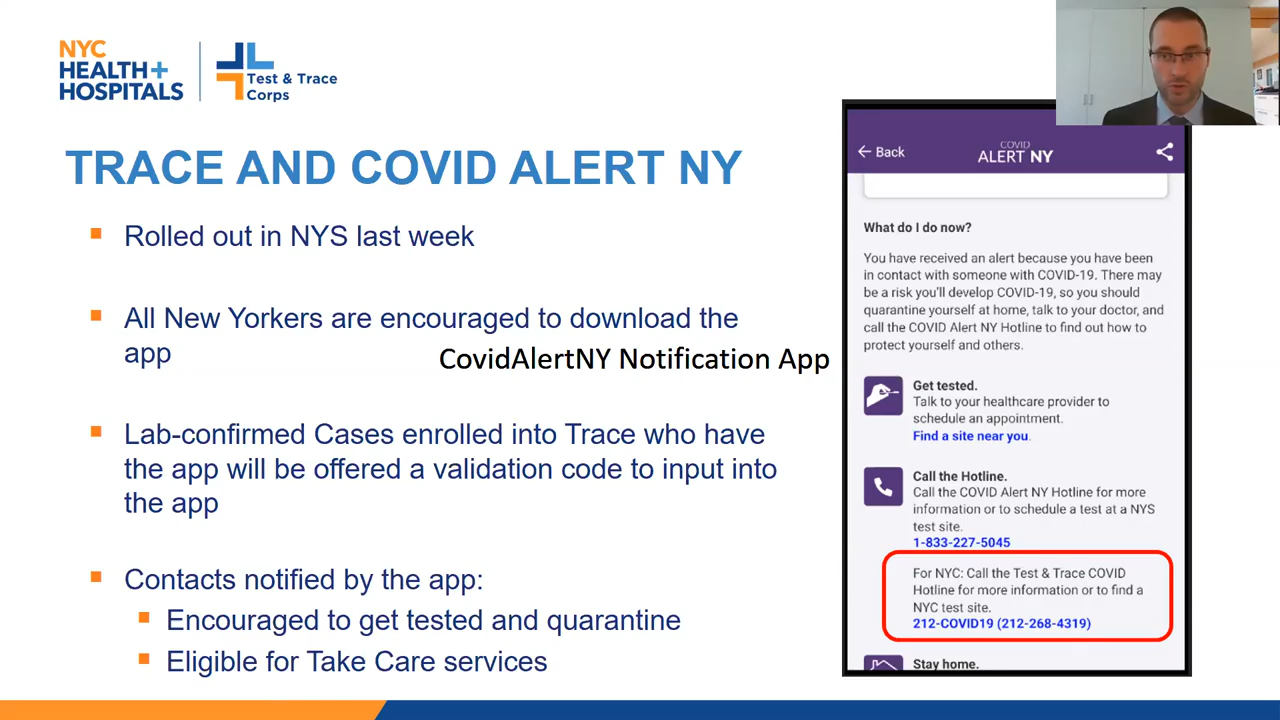 NYC
HEALTH+
HOSPITALS
Test & Trace
Corps
TRACE AND COVID ALERT NY
Rolled out in NYS last week
All New Yorkers are encouraged to download the
app
CovidAlertNY Notification App
Lab-confirmed Cases enrolled into Trace who have
the app will be offered a validation code to input into
the app
Contacts notified by the app:
Encouraged to get tested and quarantine
Eligible for Take Care services
Back
COVID
ALERT NY
What do I do now?
You have received an alert because you have been
in contact with someone with COVID-19. There may
be a risk you'll develop COVID-19, so you should
quarantine yourself at home, talk to your doctor, and
call the COVID Alert NY Hotline to find out how to
protect yourself and others.
Get tested.
Talk to your healthcare provider to
schedule an appointment.
Find a site near you.
Call the Hotline.
Call the COVID Alert NY Hotline for more
information or to schedule a test at a NYS
test site.
1-833-227-5045
For NYC: Call the Test & Trace COVID
Hotline for more information or to find a
NYC test site.
212-COVID19 (212-268-4319)
Stay home.